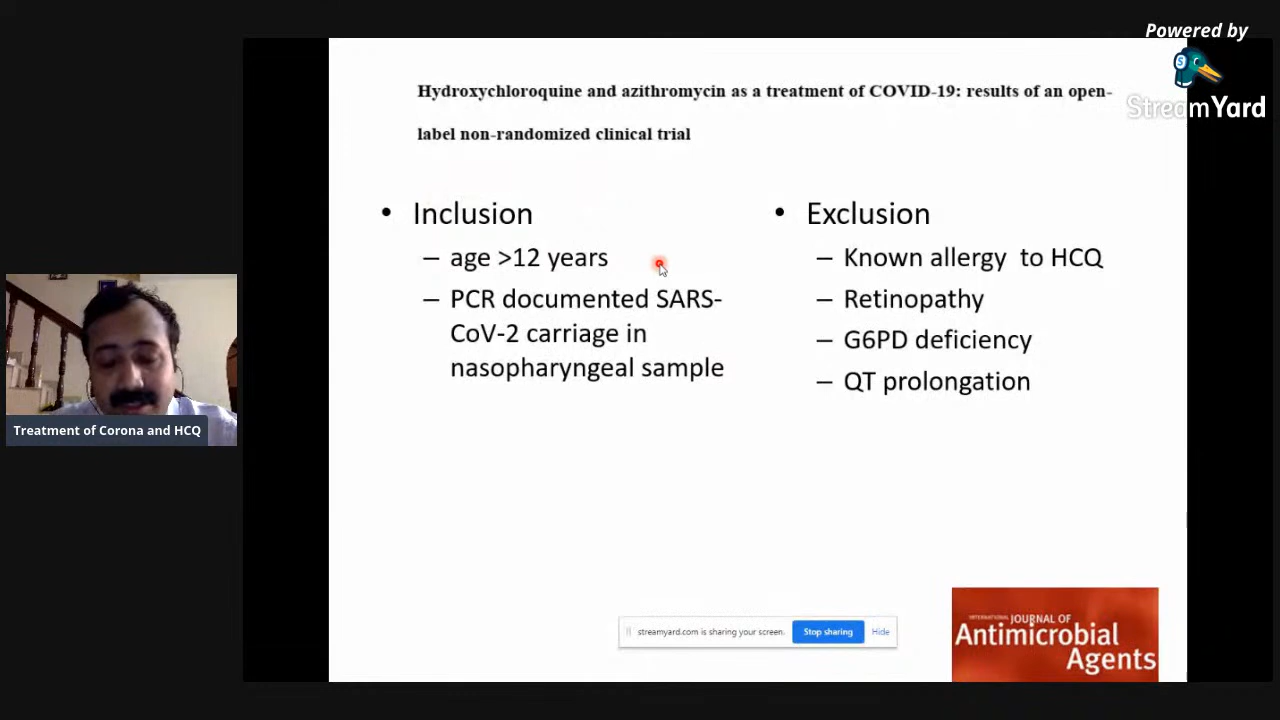 Powered by
StreamYard
Hydroxychloroquine and azithromycin as a treatment of COVID-19: results of an open-
label non-randomized clinical trial
• Inclusion
– age >12 years
– PCR documented SARS-
CoV-2 carriage in
nasopharyngeal sample
• Exclusion
– Known allergy to HCQ
– Retinopathy
– G6PD deficiency
– QT prolongation
Treatment of Corona and HCQ
streamyard.com is sharing your screen.
Stop sharing
Hide
INTERNATIONAL JOURNAL OF
Antimicrobial
Agents